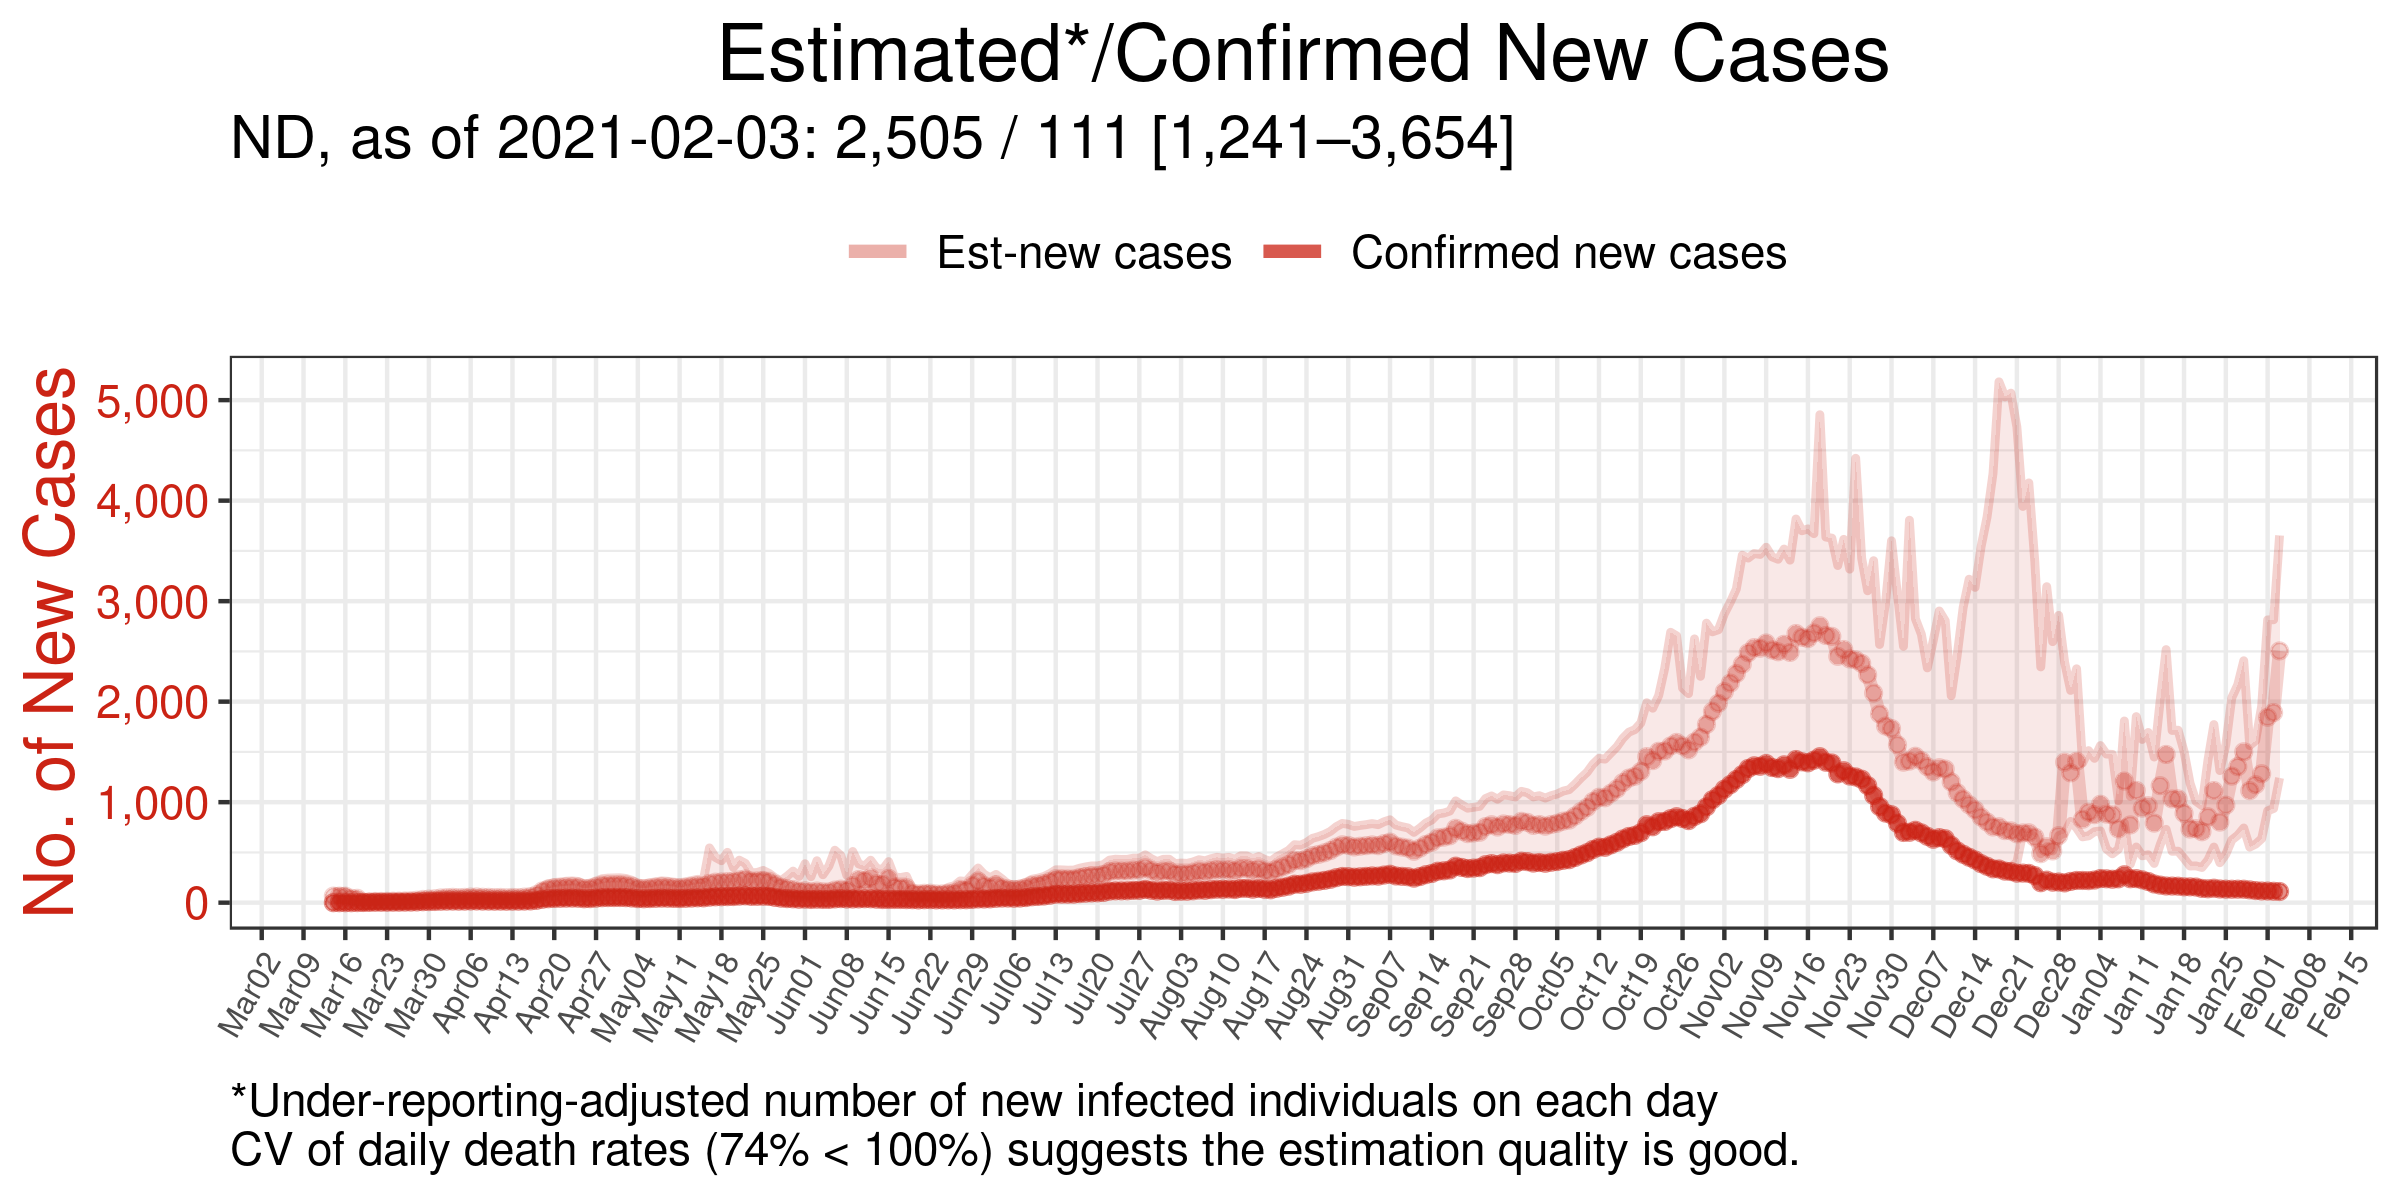 Estimated*/Confirmed New Cases
ND, as of 2021-02-03: 2,505 / 111 [1,241–3,654]
Est-new cases Confirmed new cases
No. of New Cases
5,000
4,000
3,000
2,000
1,000
0
Mar02 Mar09 Mar16 Mar23 Mar30 Apr06 Apr13 Apr20 Apr27 May04 May11 May18 May25 Jun01 Jun08 Jun15 Jun22 Jun29 Jul06 Jul13 Jul20 Jul27 Aug03 Aug10 Aug17 Aug24 Aug31 Sep07 Sep14 Sep21 Sep28 Oct05 Oct12 Oct19 Oct26 Nov02 Nov09 Nov16 Nov23 Nov30 Dec07 Dec14 Dec21 Dec28 Jan04 Jan11 Jan18 Jan25 Feb01 Feb08 Feb15
*Under-reporting-adjusted number of new infected individuals on each day
CV of daily death rates (74% < 100%) suggests the estimation quality is good.